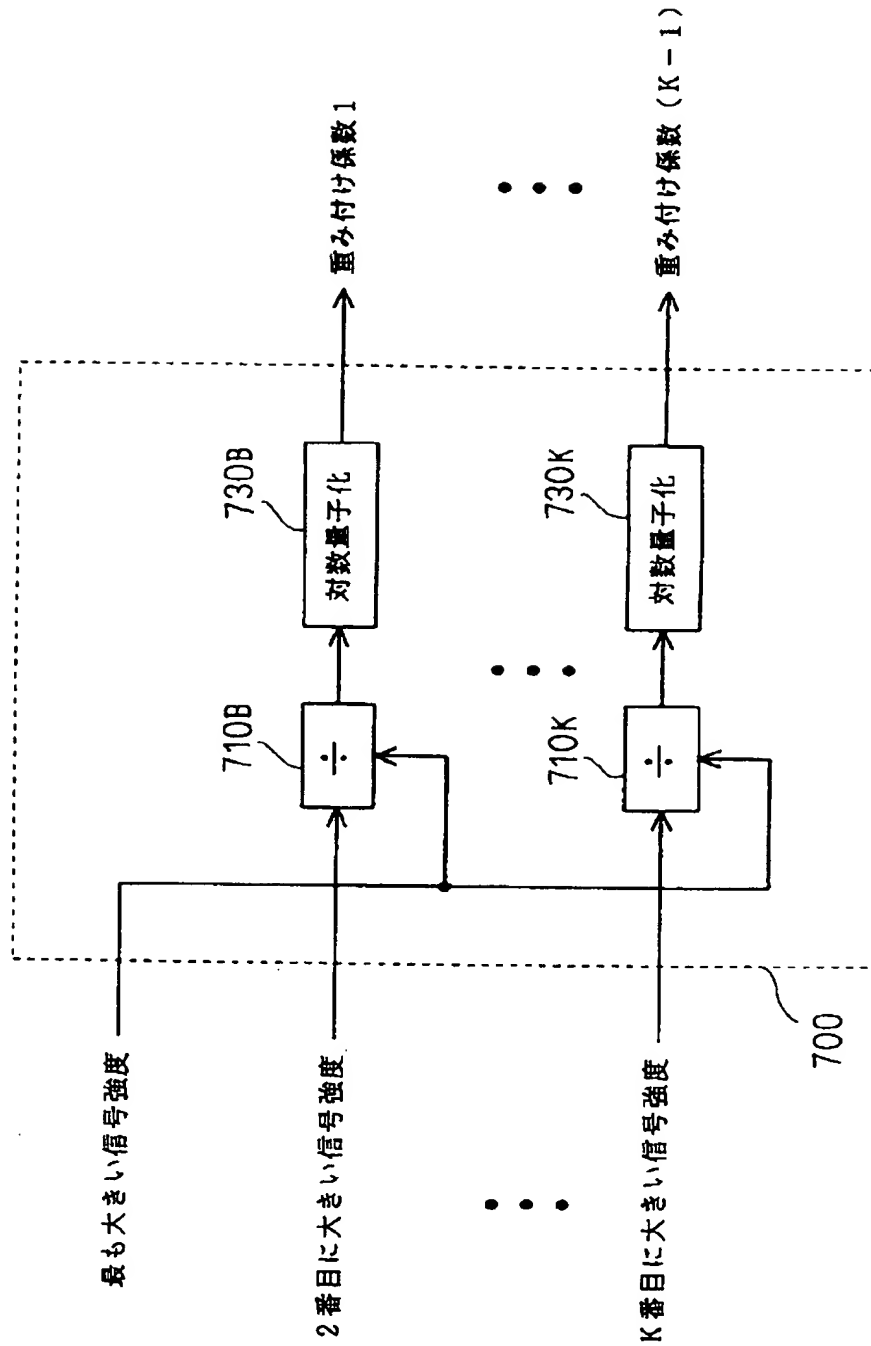 最も大きい信号強度
2番目に大きい信号強度
710B
÷
730B
対数量子化
重み付け係数1
K番目に大きい信号強度
710K
÷
730K
対数量子化
重み付け係数(K-1)
700